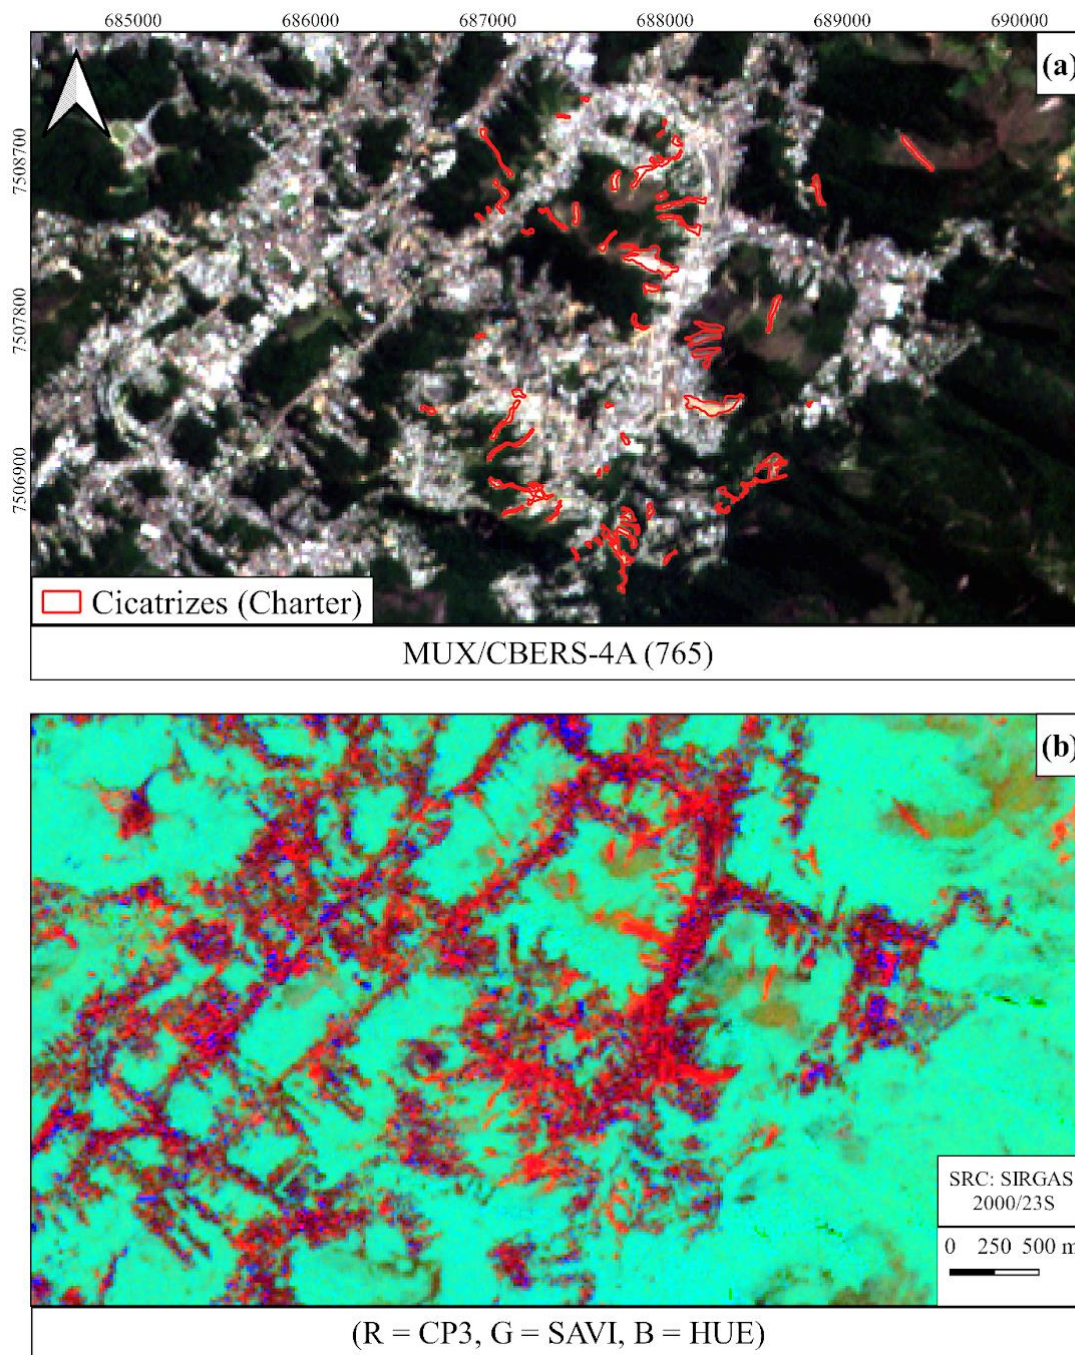 685000 686000 687000 688000 689000 690000
(a)
7508700
7507800
7506900
Cicatrizes (Charter)
MUX/CBERS-4A (765)
(b)
SRC: SIRGAS
2000/23S
0 250 500 m
(R = CP3, G = SAVI, B = HUE)